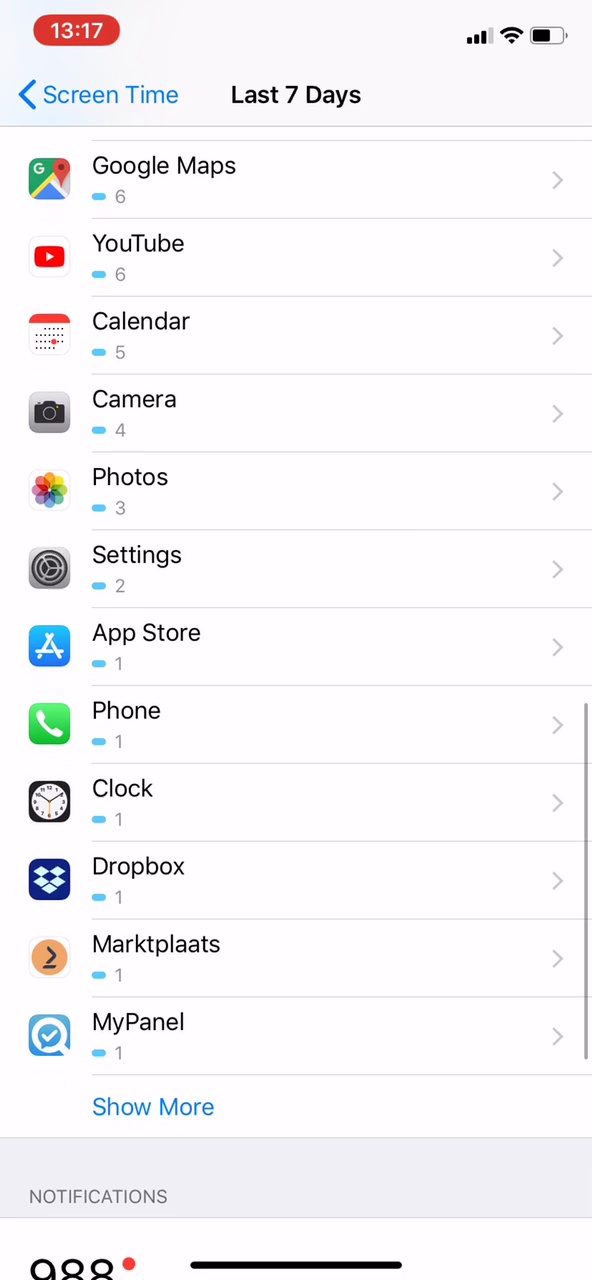 13:17
Screen Time
Last 7 Days
Google Maps
6
YouTube
6
Calendar
5
Camera
4
Photos
3
Settings
2
App Store
1
Phone
1
Clock
1
Dropbox
1
Marktplaats
1
MyPanel
1
Show More
NOTIFICATIONS
988